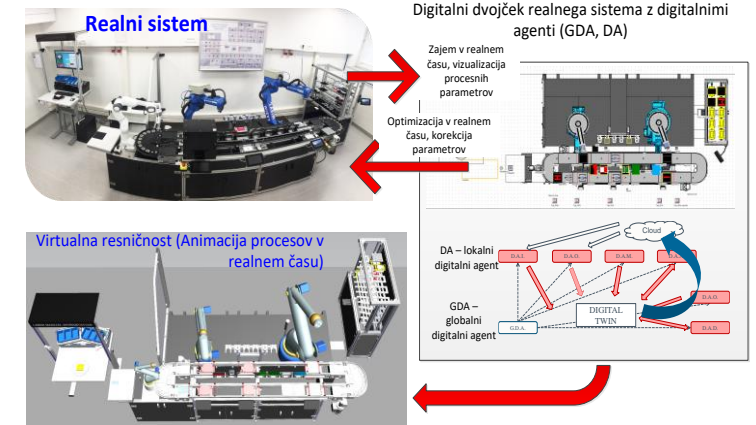 Realni sistem
Digitalni dvojček realnega sistema z digitalnimi
agenti (GDA, DA)
Zajem v realnem
času, vizualizacija
procesnih
parametrov
Optimizacija v realnem
času, korekcija
parametrov
Virtualna resničnost (Animacija procesov v
realnem času)
Cloud
DA – lokalni
digitalni agent
D.A.I.
D.A.O.
D.A.M.
GDA –
globalni
digitalni agent
G.D.A.
DIGITAL
TWIN
D.A.O.
D.A.D.